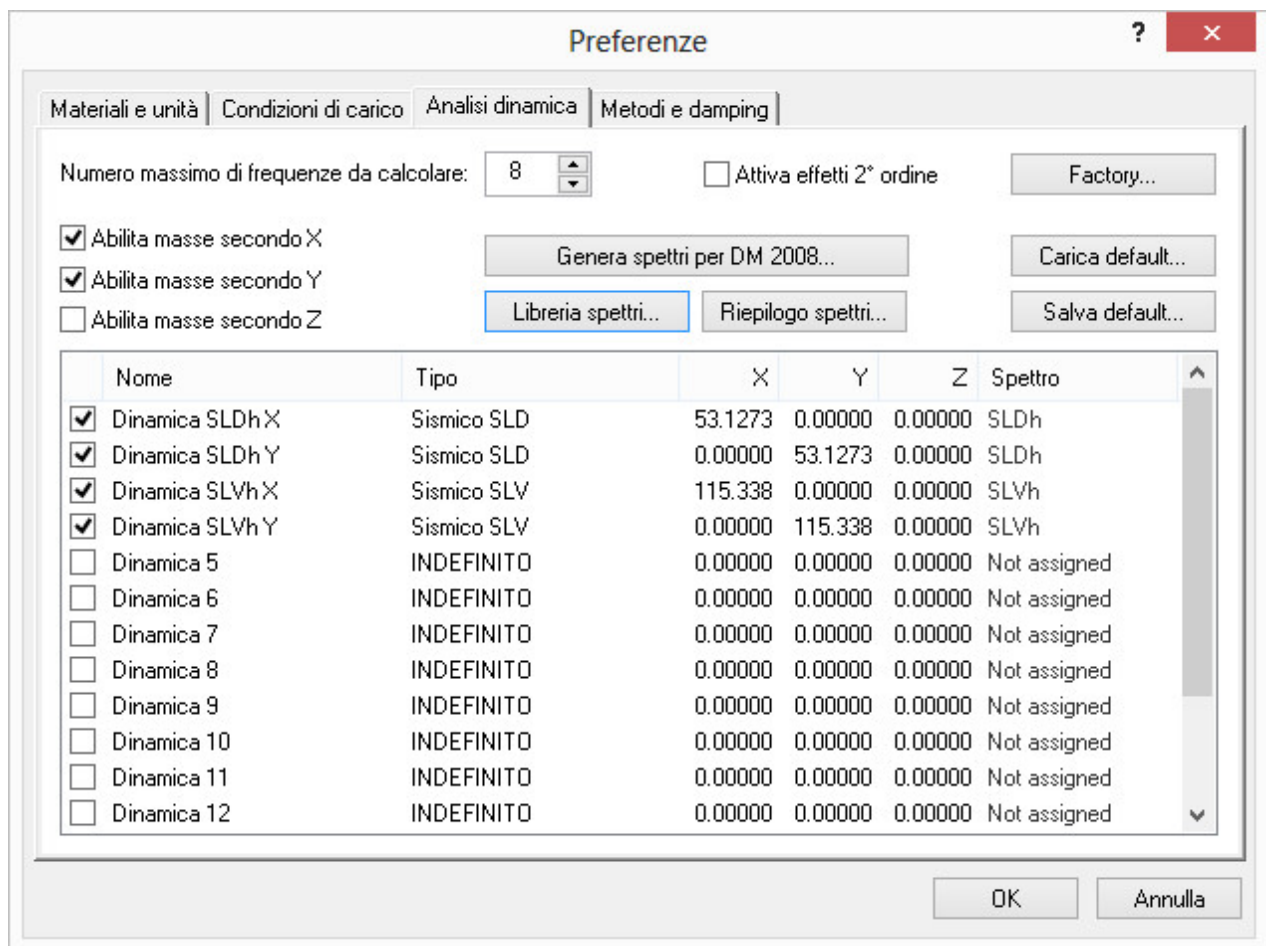 Preferenze
?
Materiali e unità Condizioni di carico Analisi dinamica Metodi e damping
Numero massimo di frequenze da calcolare: 8 Attiva effetti 2° ordine Factory...
Abilita masse secondo X
Genera spettri per DM 2008... Carica default...
Abilita masse secondo Y
Libreria spettri... Riepilogo spettri... Salva default...
Abilita masse secondo Z
Nome Tipo X Y Z Spettro
Dinamica SLDh X Sismico SLD 53.1273 0.00000 0.00000 SLDh
Dinamica SLDh Y Sismico SLD 0.00000 53.1273 0.00000 SLDh
Dinamica SLVh X Sismico SLV 115.338 0.00000 0.00000 SLVh
Dinamica SLVh Y Sismico SLV 0.00000 115.338 0.00000 SLVh
Dinamica 5 INDEFINITO 0.00000 0.00000 0.00000 Not assigned
Dinamica 6 INDEFINITO 0.00000 0.00000 0.00000 Not assigned
Dinamica 7 INDEFINITO 0.00000 0.00000 0.00000 Not assigned
Dinamica 8 INDEFINITO 0.00000 0.00000 0.00000 Not assigned
Dinamica 9 INDEFINITO 0.00000 0.00000 0.00000 Not assigned
Dinamica 10 INDEFINITO 0.00000 0.00000 0.00000 Not assigned
Dinamica 11 INDEFINITO 0.00000 0.00000 0.00000 Not assigned
Dinamica 12 INDEFINITO 0.00000 0.00000 0.00000 Not assigned
OK Annulla